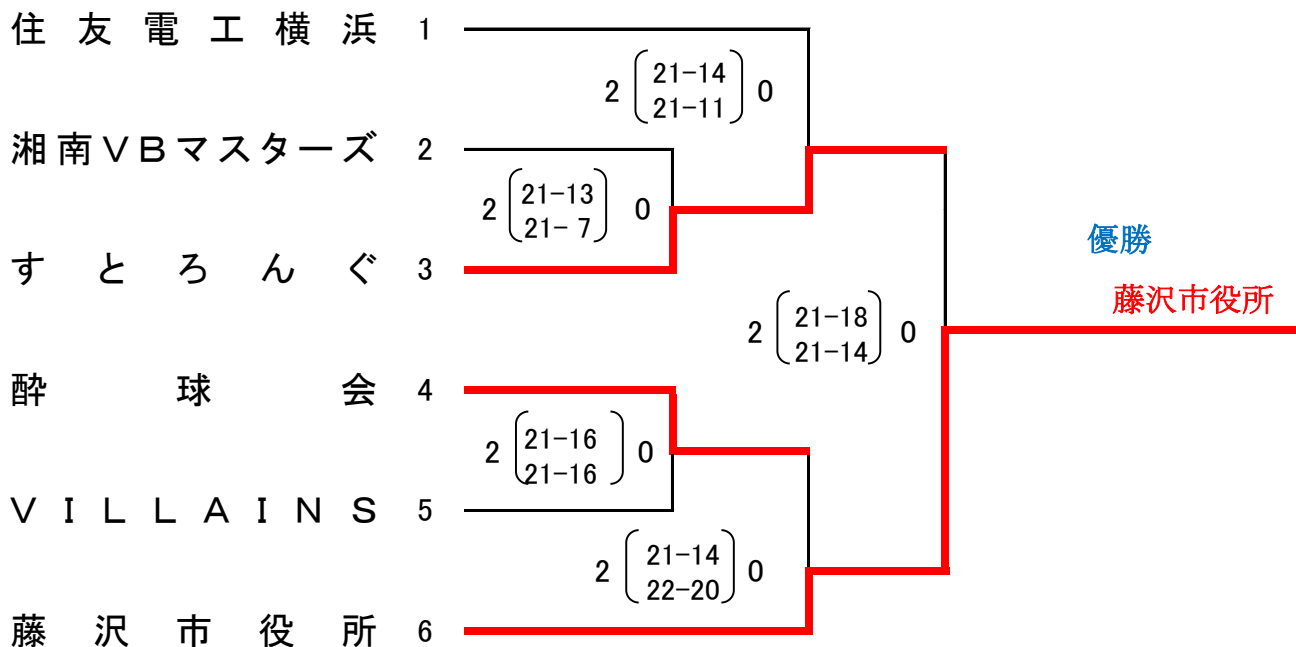 住友電工横浜 1
2 21-14 0
21-11
湘南VBマスターズ 2
2 21-13 0
21- 7
すとろんぐ 3
優勝
藤沢市役所
2 21-18 0
21-14
酔球会 4
2 21-16 0
21-16
VILLAINS 5
2 21-14 0
22-20
藤沢市役所 6